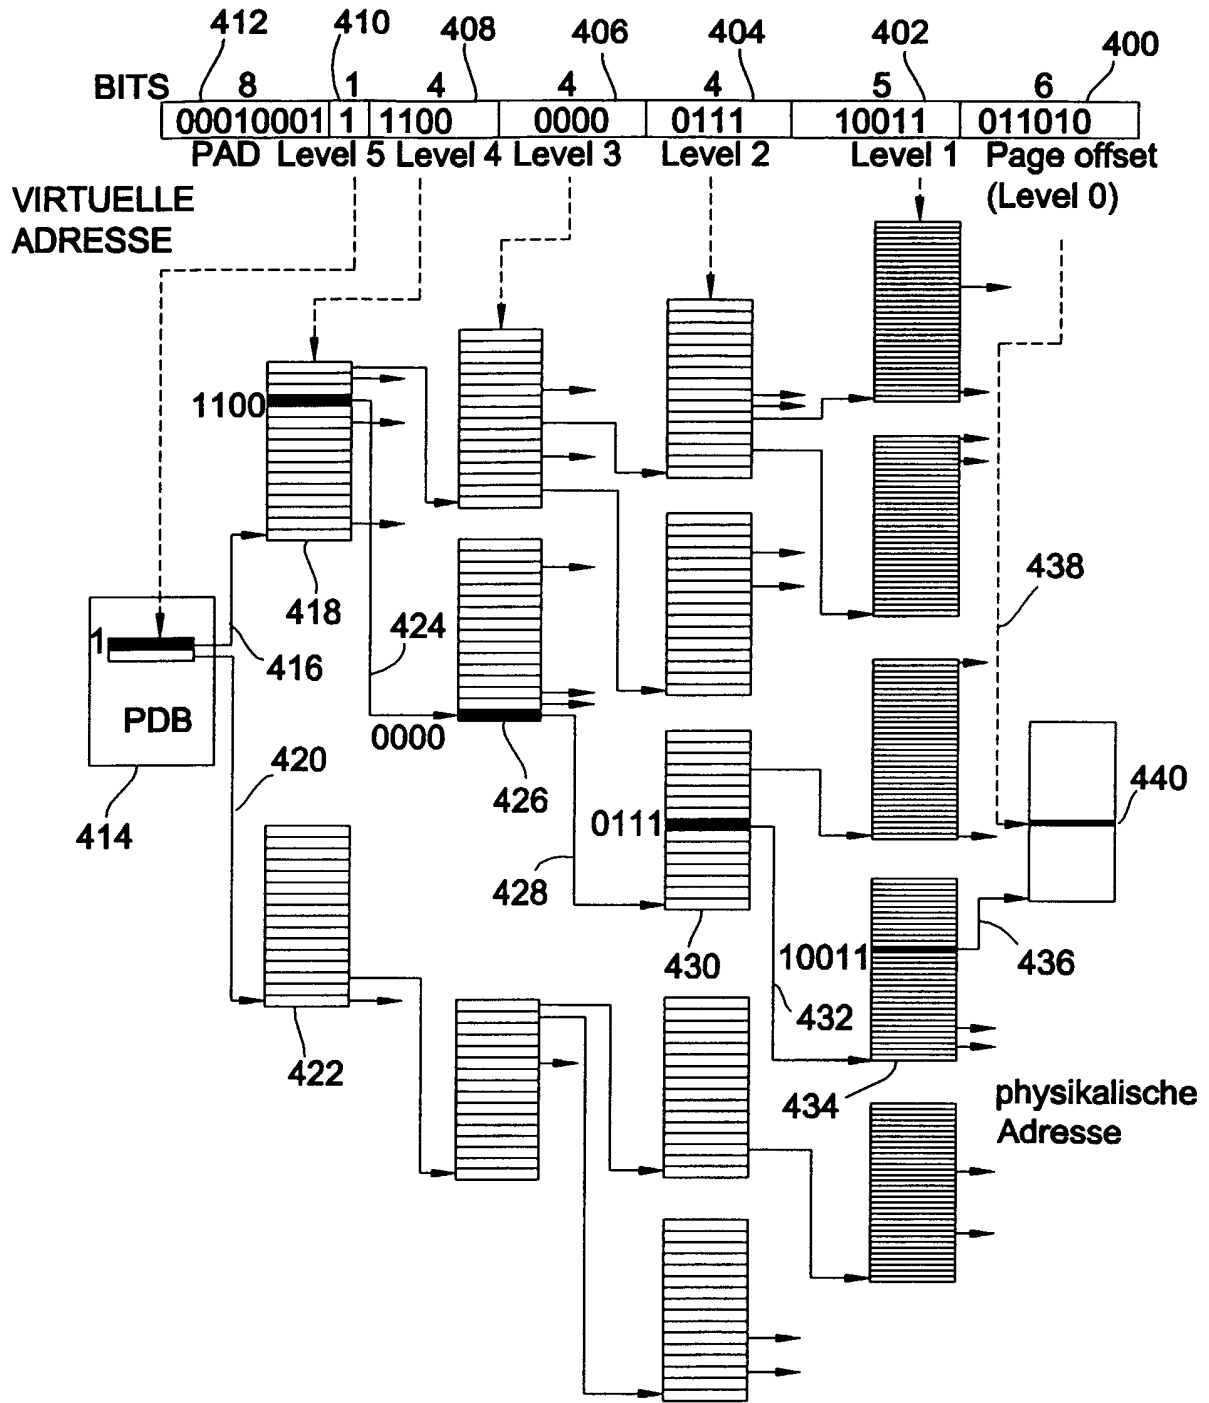 412 410 408 406 404 402 400
BITS 8 1 4 4 4 5 6
00010001 1 1100 0000 0111 10011 011010
PAD Level 5 Level 4 Level 3 Level 2 Level 1 Page offset
(Level 0)
VIRTUELLE
ADRESSE
1100
418
424
438
1
416
PDB
0000
420
426
440
414
0111
428
430
10011
436
432
422
434
physikalische
Adresse